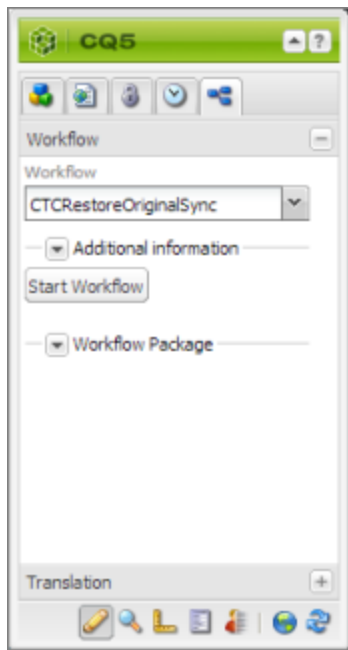 CQ5
?
Workflow
Workflow
CTCRestoreOriginalSync
Additional information
Start Workflow
Workflow Package
Translation